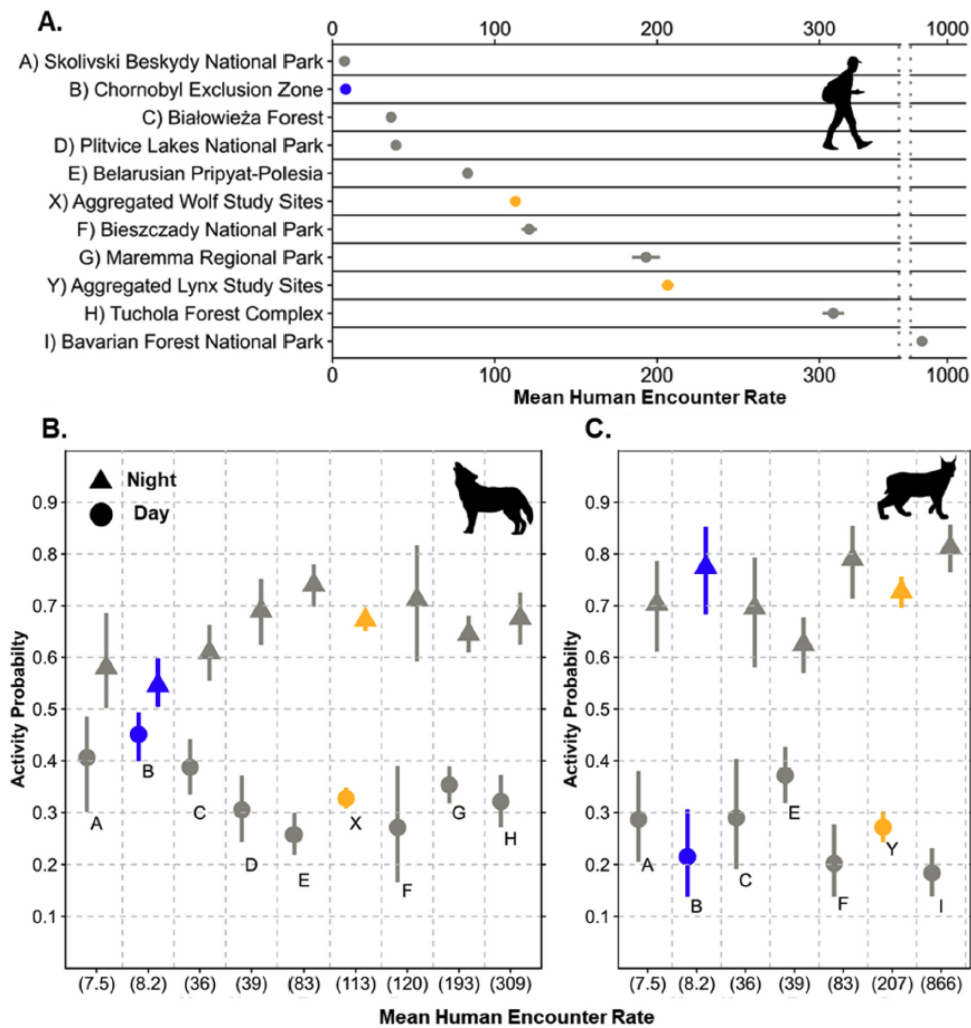 A.
0 100 200 300 1000
A) Skolivski Beskydy National Park
B) Chornobyl Exclusion Zone
C) Białowieża Forest
D) Plitvice Lakes National Park
E) Belarusian Pripyat-Polesia
X) Aggregated Wolf Study Sites
F) Bieszczady National Park
G) Maremma Regional Park
Y) Aggregated Lynx Study Sites
H) Tuchola Forest Complex
I) Bavarian Forest National Park
0 100 200 300 1000
Mean Human Encounter Rate
B.
Night
Day
Activity Probabilty
0.9
0.8
0.7
0.6
0.5
0.4
0.3
0.2
0.1
A
B
C
D
E
X
F
G
H
(7.5) (8.2) (36) (39) (83) (113) (120) (193) (309)
C.
Activity Probabilty
0.9
0.8
0.7
0.6
0.5
0.4
0.3
0.2
0.1
A
B
C
E
F
Y
I
(7.5) (8.2) (36) (39) (83) (207) (866)
Mean Human Encounter Rate